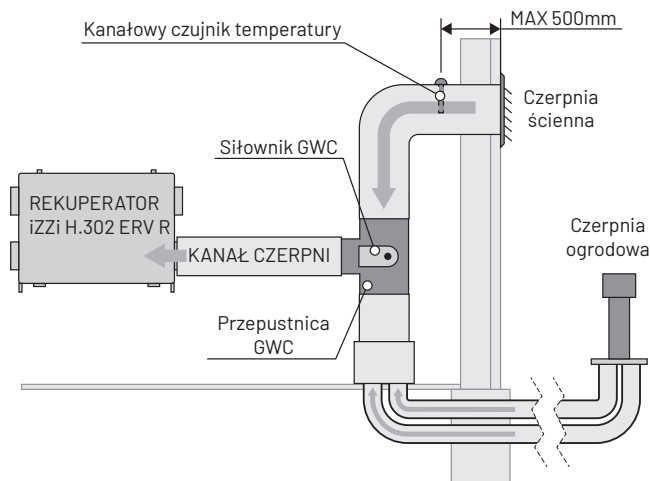 MAX 500mm
Kanałowy czujnik temperatury
Czerpnia
ścienna
Siłownik GWC
REKUPERATOR
iZZi H.302 ERV R
KANAŁ CZERPNI
Czerpnia
ogrodowa
Przepustnica
GWC